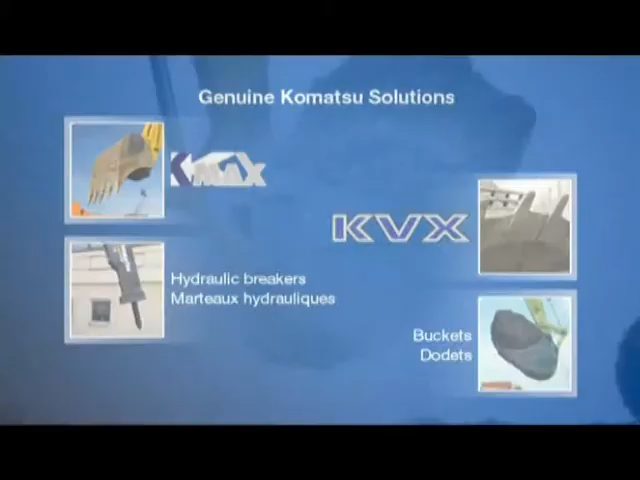 Genuine Komatsu Solutions
KMAX
KVX
Hydraulic breakers
Marteaux hydrauliques
Buckets
Dodets